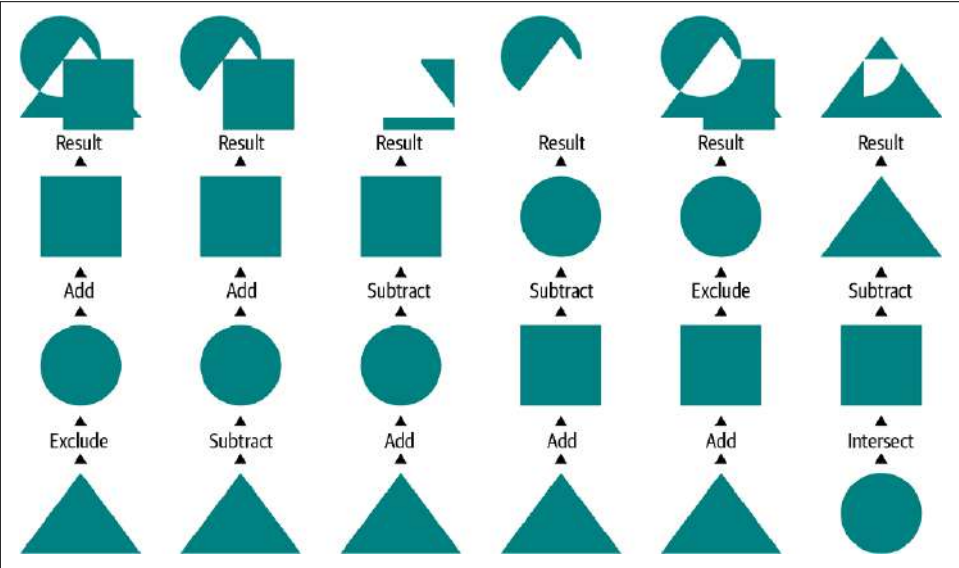 Result Result Result Result Result Result
Add Add Subtract Subtract Exclude Subtract
Exclude Subtract Add Add Add Intersect